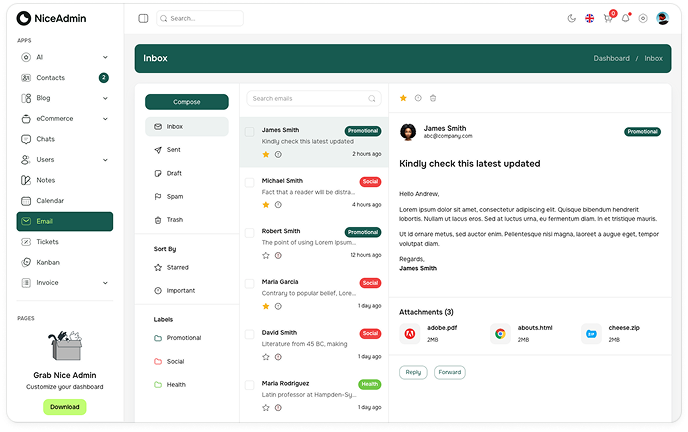 NiceAdmin
Search...
2
APPS
AI
Contacts
2
Blog
eCommerce
Chats
Users
Notes
Calendar
Email
Tickets
Kanban
Invoice
PAGES
Grab Nice Admin
Customize your dashboard
Download
Inbox
Dashboard / Inbox
Compose
Inbox
Sent
Draft
Spam
Trash
Sort By
Starred
Important
Labels
Promotional
Social
Health
Search emails
James Smith
Promotional
Kindly check this latest updated
2 hours ago
Michael Smith
Social
Fact that a reader will be distra...
4 hours ago
Robert Smith
Promotional
The point of using Lorem Ipsum...
12 hours ago
Maria Garcia
Social
Contrary to popular belief, Lore...
1 day ago
David Smith
Social
Literature from 45 BC, making
1 day ago
Maria Rodriguez
Health
Latin professor at Hampden-Sy...
1 day ago
James Smith
abc@company.com
Promotional
Kindly check this latest updated
Hello Andrew,
Lorem ipsum dolor sit amet, consectetur adipiscing elit. Quisque bibendum hendrerit
lobortis. Nullam ut lacus eros. Sed at luctus urna, eu fermentum diam. In et tristique mauris.
Ut id ornare metus, sed auctor enim. Pellentesque nisi magna, laoreet a augue eget, tempor
volutpat diam.
Regards,
James Smith
Attachments (3)
adobe.pdf
2MB
abouts.html
2MB
cheese.zip
2MB
Reply
Forward